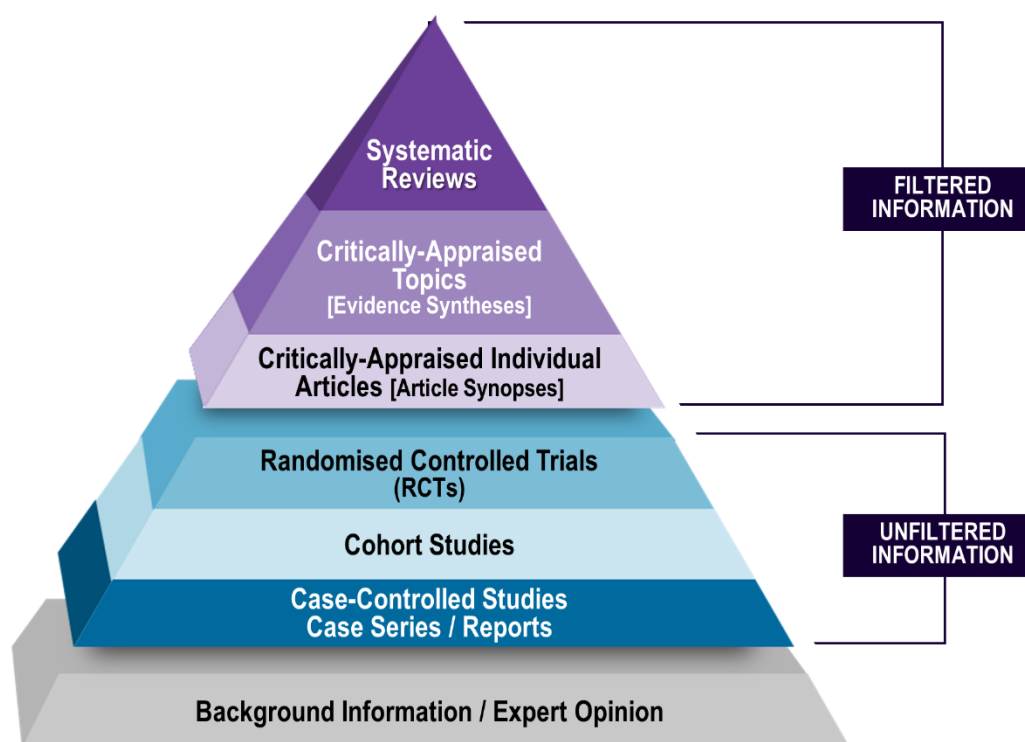 Systematic
Reviews
FILTERED
INFORMATION
Critically-Appraised
Topics
[Evidence Syntheses]
Critically-Appraised Individual
Articles [Article Synopses]
Randomised Controlled Trials
(RCTs)
UNFILTERED
INFORMATION
Cohort Studies
Case-Controlled Studies
Case Series / Reports
Background Information / Expert Opinion